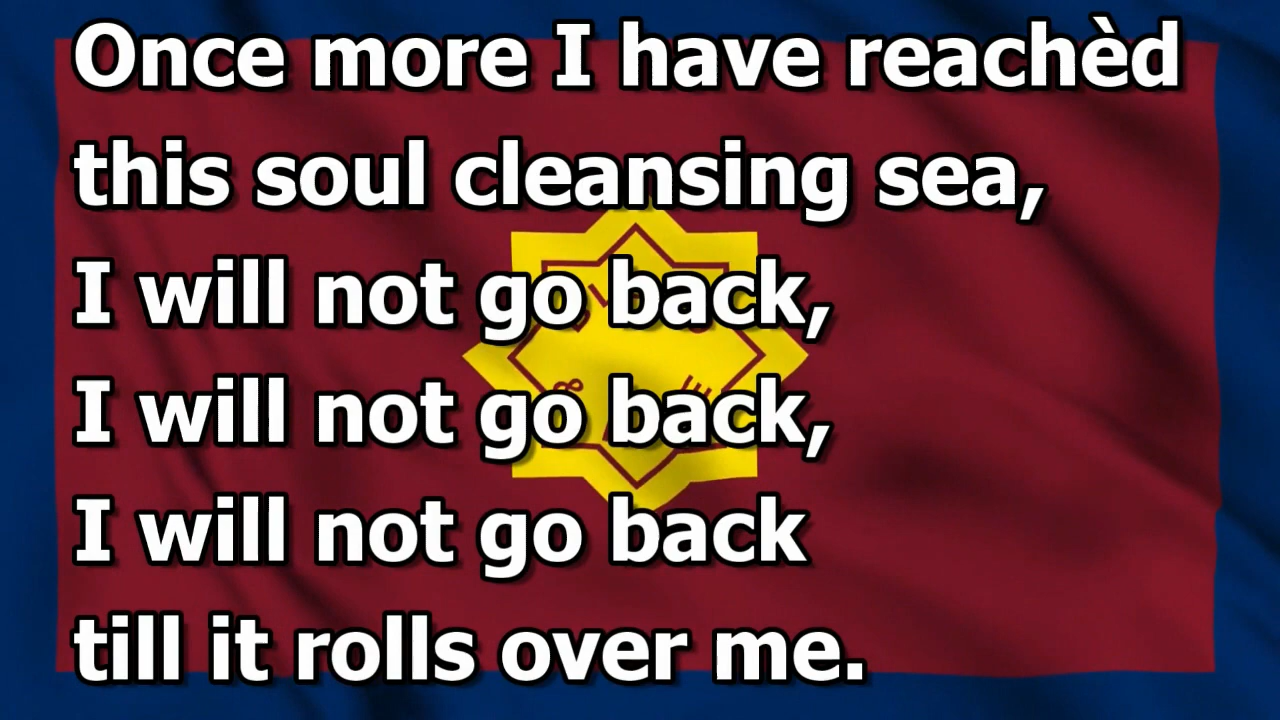 Once more I have reachèd
this soul cleansing sea,
I will not go back,
I will not go back,
I will not go back
till it rolls over me.